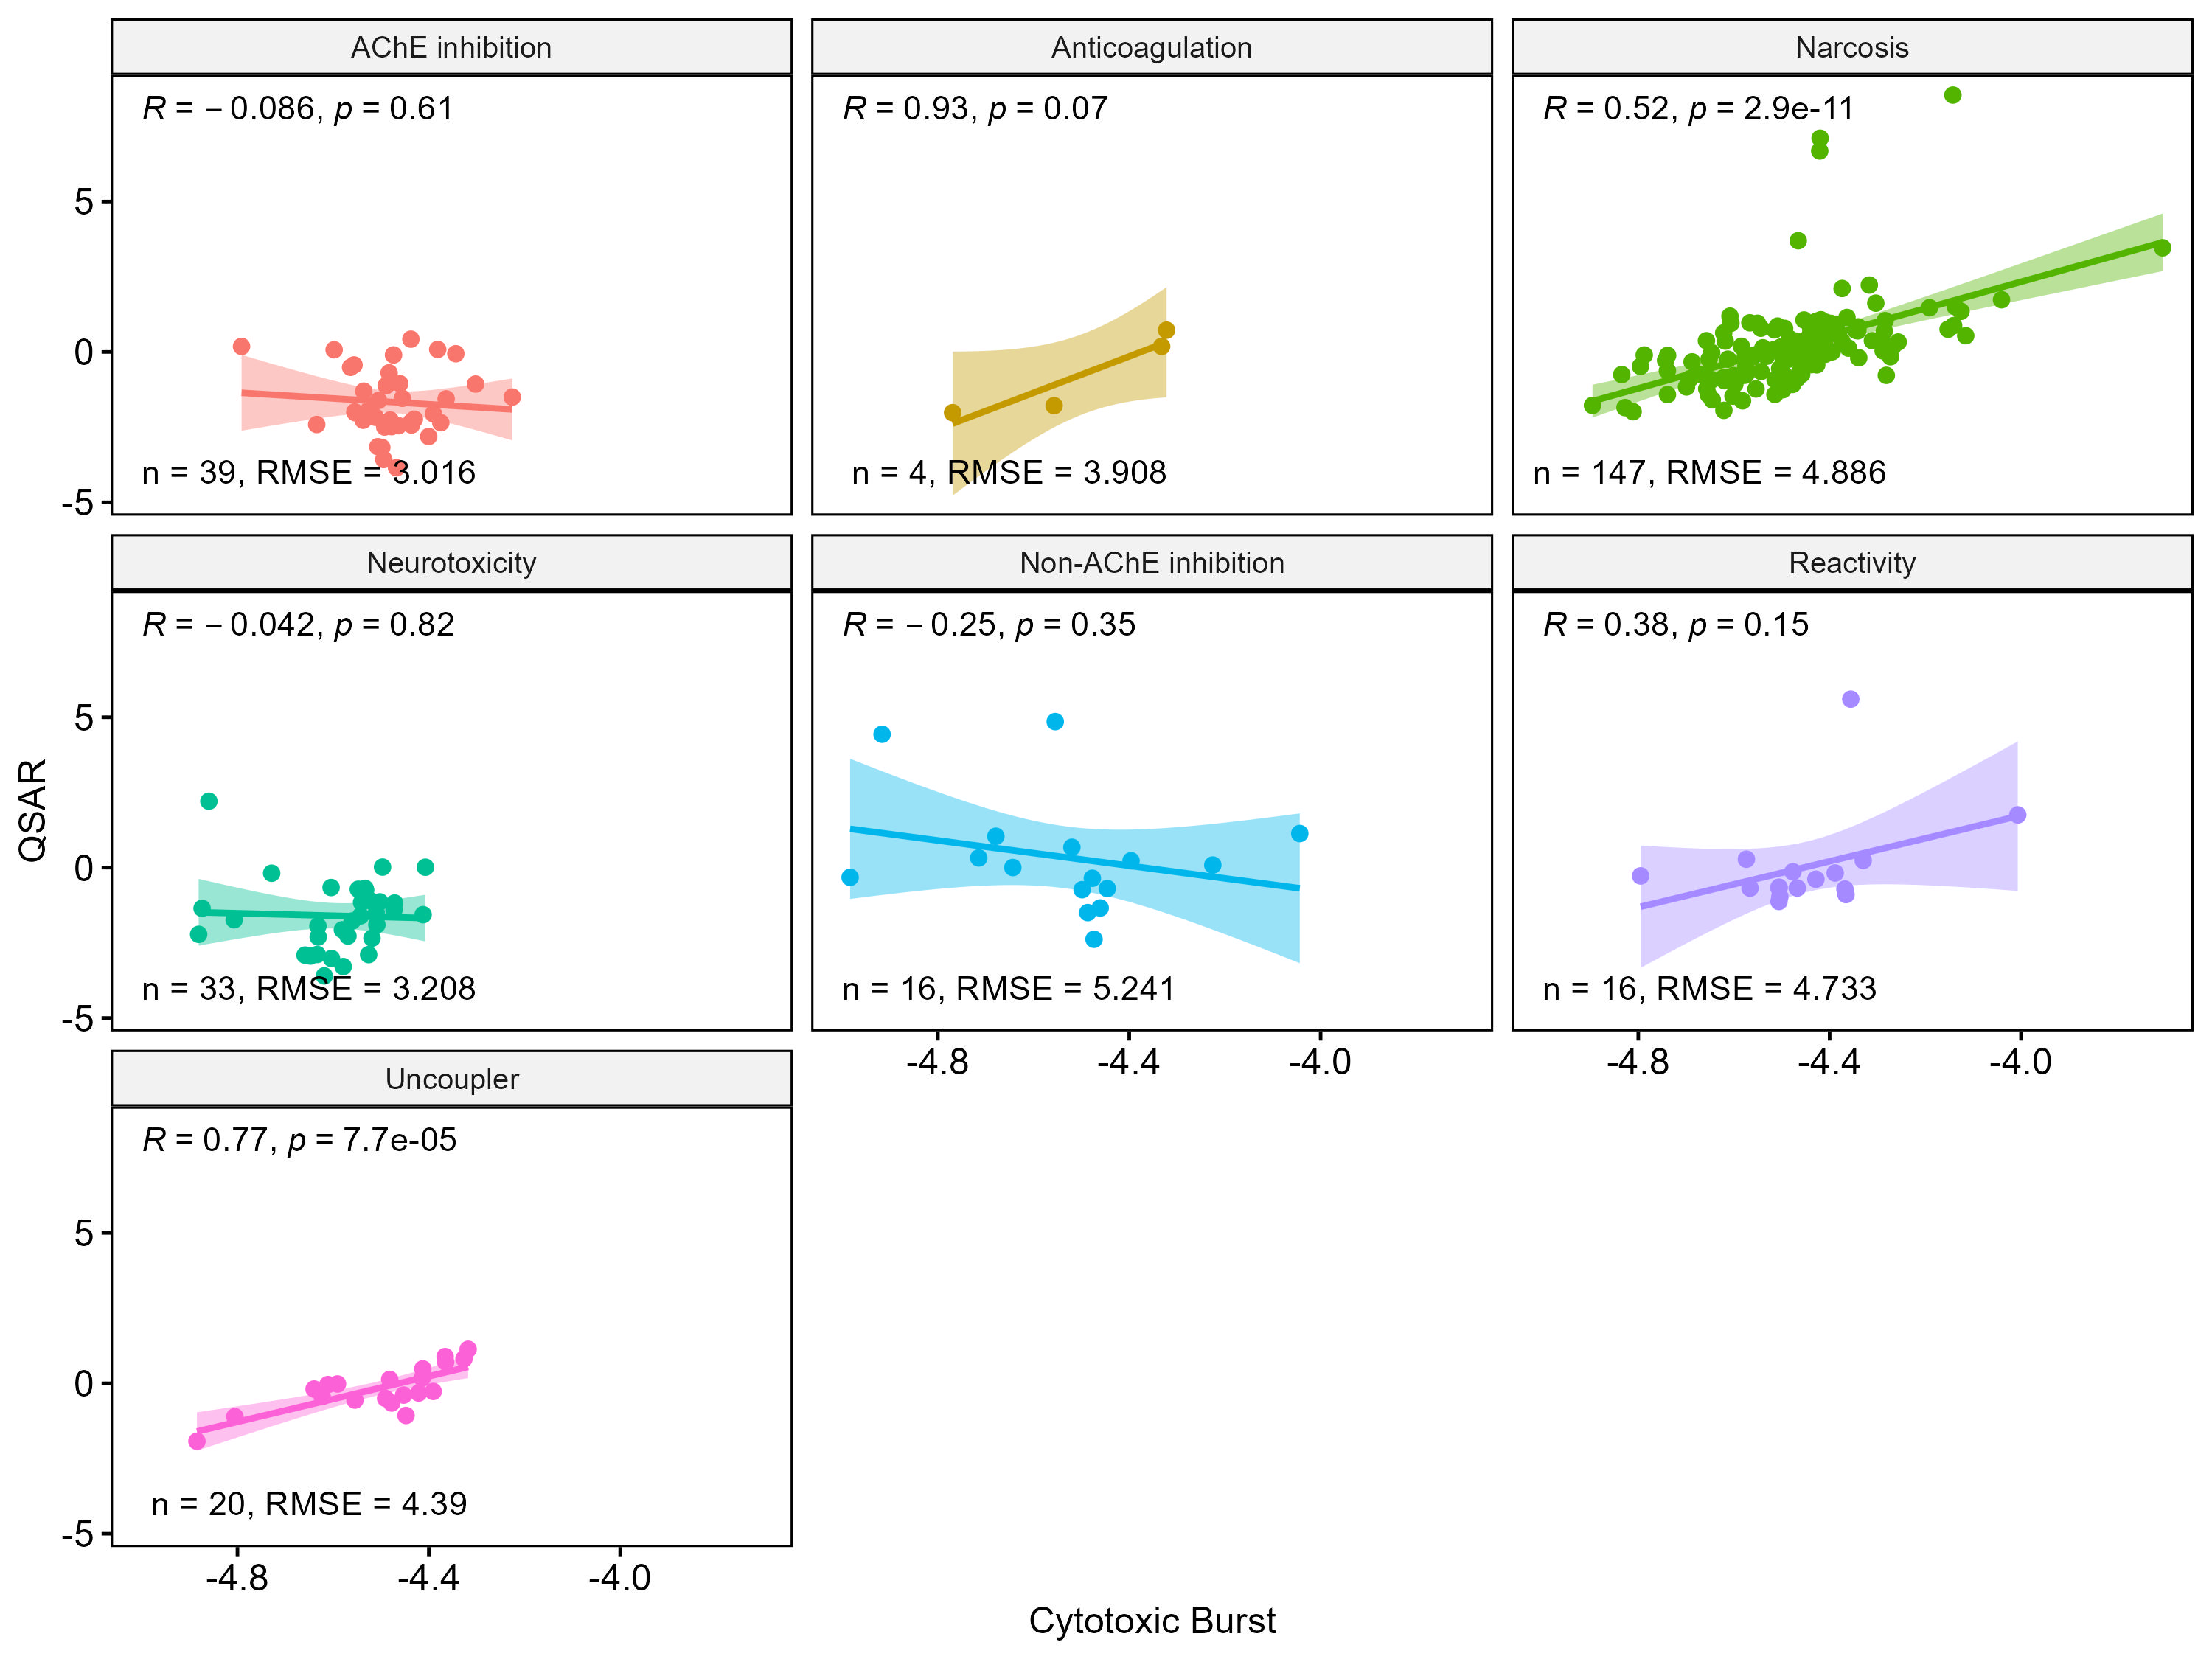 AChE inhibition
Anticoagulation
Narcosis
R = − 0.086, p = 0.61
R = 0.93, p = 0.07
R = 0.52, p = 2.9e-11
5
0
-5
n = 39, RMSE = 3.016
n = 4, RMSE = 3.908
n = 147, RMSE = 4.886
Neurotoxicity
Non-AChE inhibition
Reactivity
R = − 0.042, p = 0.82
R = − 0.25, p = 0.35
R = 0.38, p = 0.15
5
0
-5
QSAR
n = 33, RMSE = 3.208
n = 16, RMSE = 5.241
n = 16, RMSE = 4.733
-4.8 -4.4 -4.0
-4.8 -4.4 -4.0
Uncoupler
R = 0.77, p = 7.7e-05
5
0
-5
n = 20, RMSE = 4.39
-4.8 -4.4 -4.0
Cytotoxic Burst